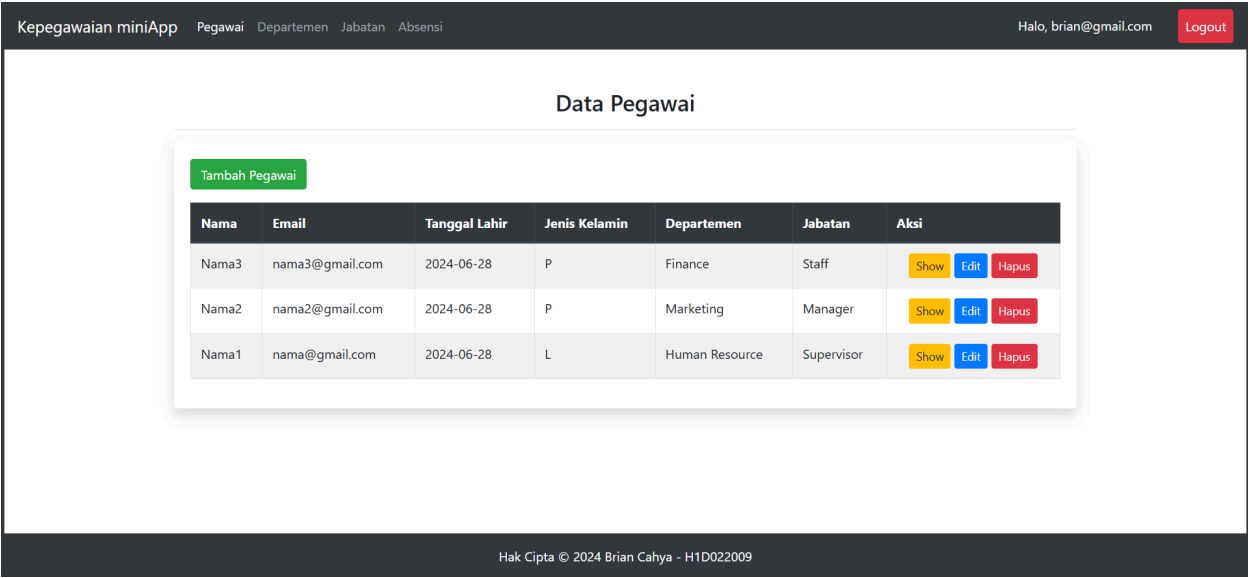 Kepegawaian miniApp Pegawai Departemen Jabatan Absensi Halo, brian@gmail.com Logout
Data Pegawai
Tambah Pegawai
Nama Email Tanggal Lahir Jenis Kelamin Departemen Jabatan Aksi
Nama3 nama3@gmail.com 2024-06-28 P Finance Staff Show Edit Hapus
Nama2 nama2@gmail.com 2024-06-28 P Marketing Manager Show Edit Hapus
Nama1 nama@gmail.com 2024-06-28 L Human Resource Supervisor Show Edit Hapus
Hak Cipta © 2024 Brian Cahya - H1D022009